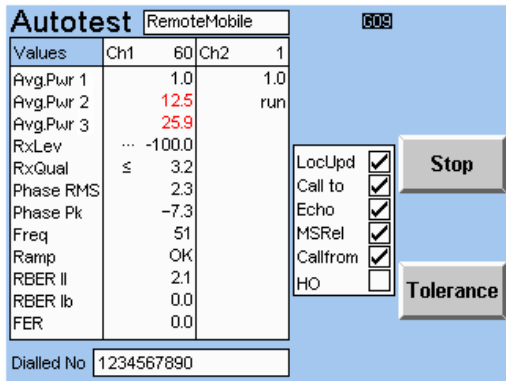 Autotest RemoteMobile G09
Values Ch1 60 Ch2 1
Avg.Pwr 1 1.0 1.0
Avg.Pwr 2 12.5 run
Avg.Pwr 3 25.9
RxLev ... -100.0
RxQual ≤ 3.2
Phase RMS 2.3
Phase Pk -7.3
Freq 51
Ramp OK
RBER II 2.1
RBER Ib 0.0
FER 0.0
LocUpd
Call to
Echo
MSRel
Callfrom
HO
Stop
Tolerance
Dialled No 1234567890